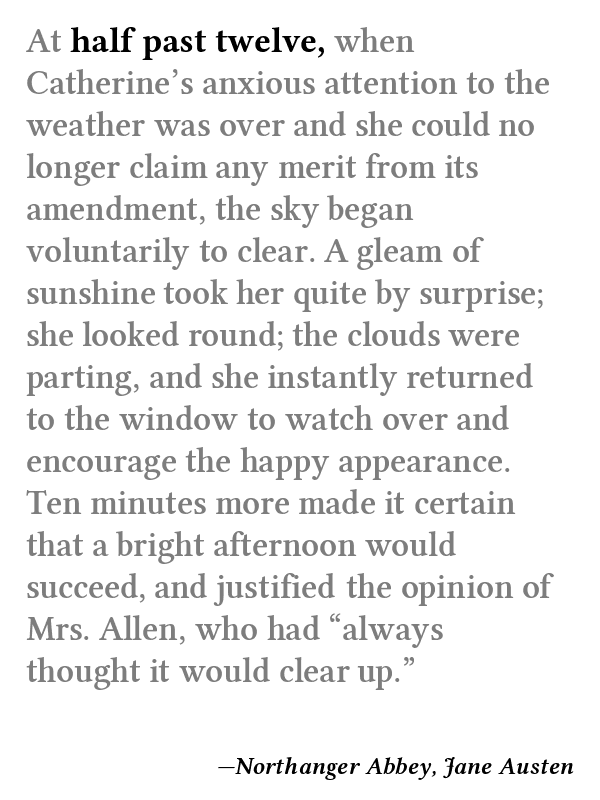 At half past twelve, when
Catherine’s anxious attention to the
weather was over and she could no
longer claim any merit from its
amendment, the sky began
voluntarily to clear. A gleam of
sunshine took her quite by surprise;
she looked round; the clouds were
parting, and she instantly returned
to the window to watch over and
encourage the happy appearance.
Ten minutes more made it certain
that a bright afternoon would
succeed, and justified the opinion of
Mrs. Allen, who had “always
thought it would clear up.”
—Northanger Abbey, Jane Austen